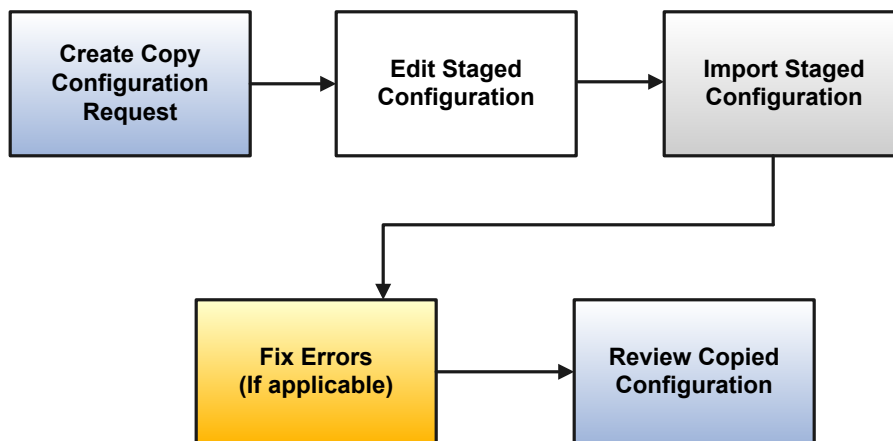 Create Copy
Configuration
Request
Edit Staged
Configuration
Import Staged
Configuration
Fix Errors
(If applicable)
Review Copied
Configuration